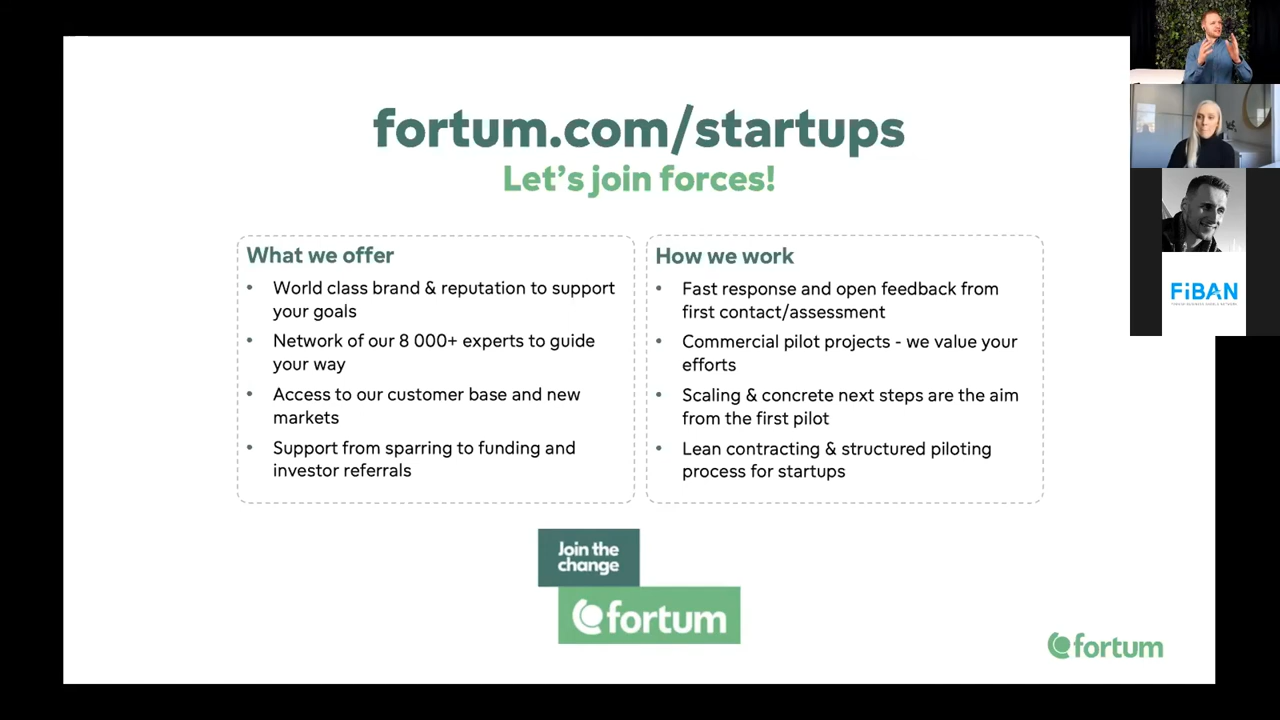 fortum.com/startups
Let's join forces!
What we offer
• World class brand & reputation to support
your goals
• Network of our 8 000+ experts to guide
your way
• Access to our customer base and new
markets
• Support from sparring to funding and
investor referrals
How we work
• Fast response and open feedback from
first contact/assessment
• Commercial pilot projects - we value your
efforts
• Scaling & concrete next steps are the aim
from the first pilot
• Lean contracting & structured piloting
process for startups
Join the
change
fortum
fortum
FiBAN